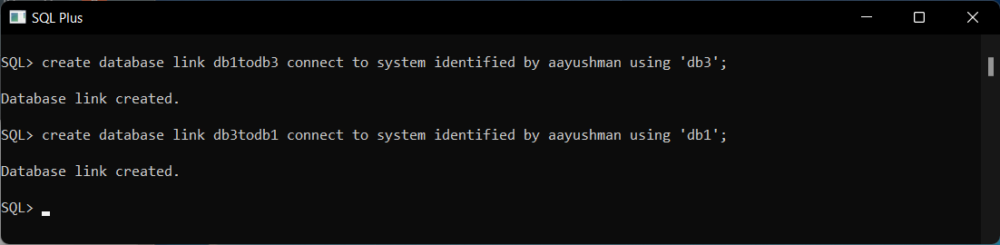 SQL Plus
SQL> create database link db1todb3 connect to system identified by aayushman using 'db3';
Database link created.
SQL> create database link db3todb1 connect to system identified by aayushman using 'db1';
Database link created.
SQL>